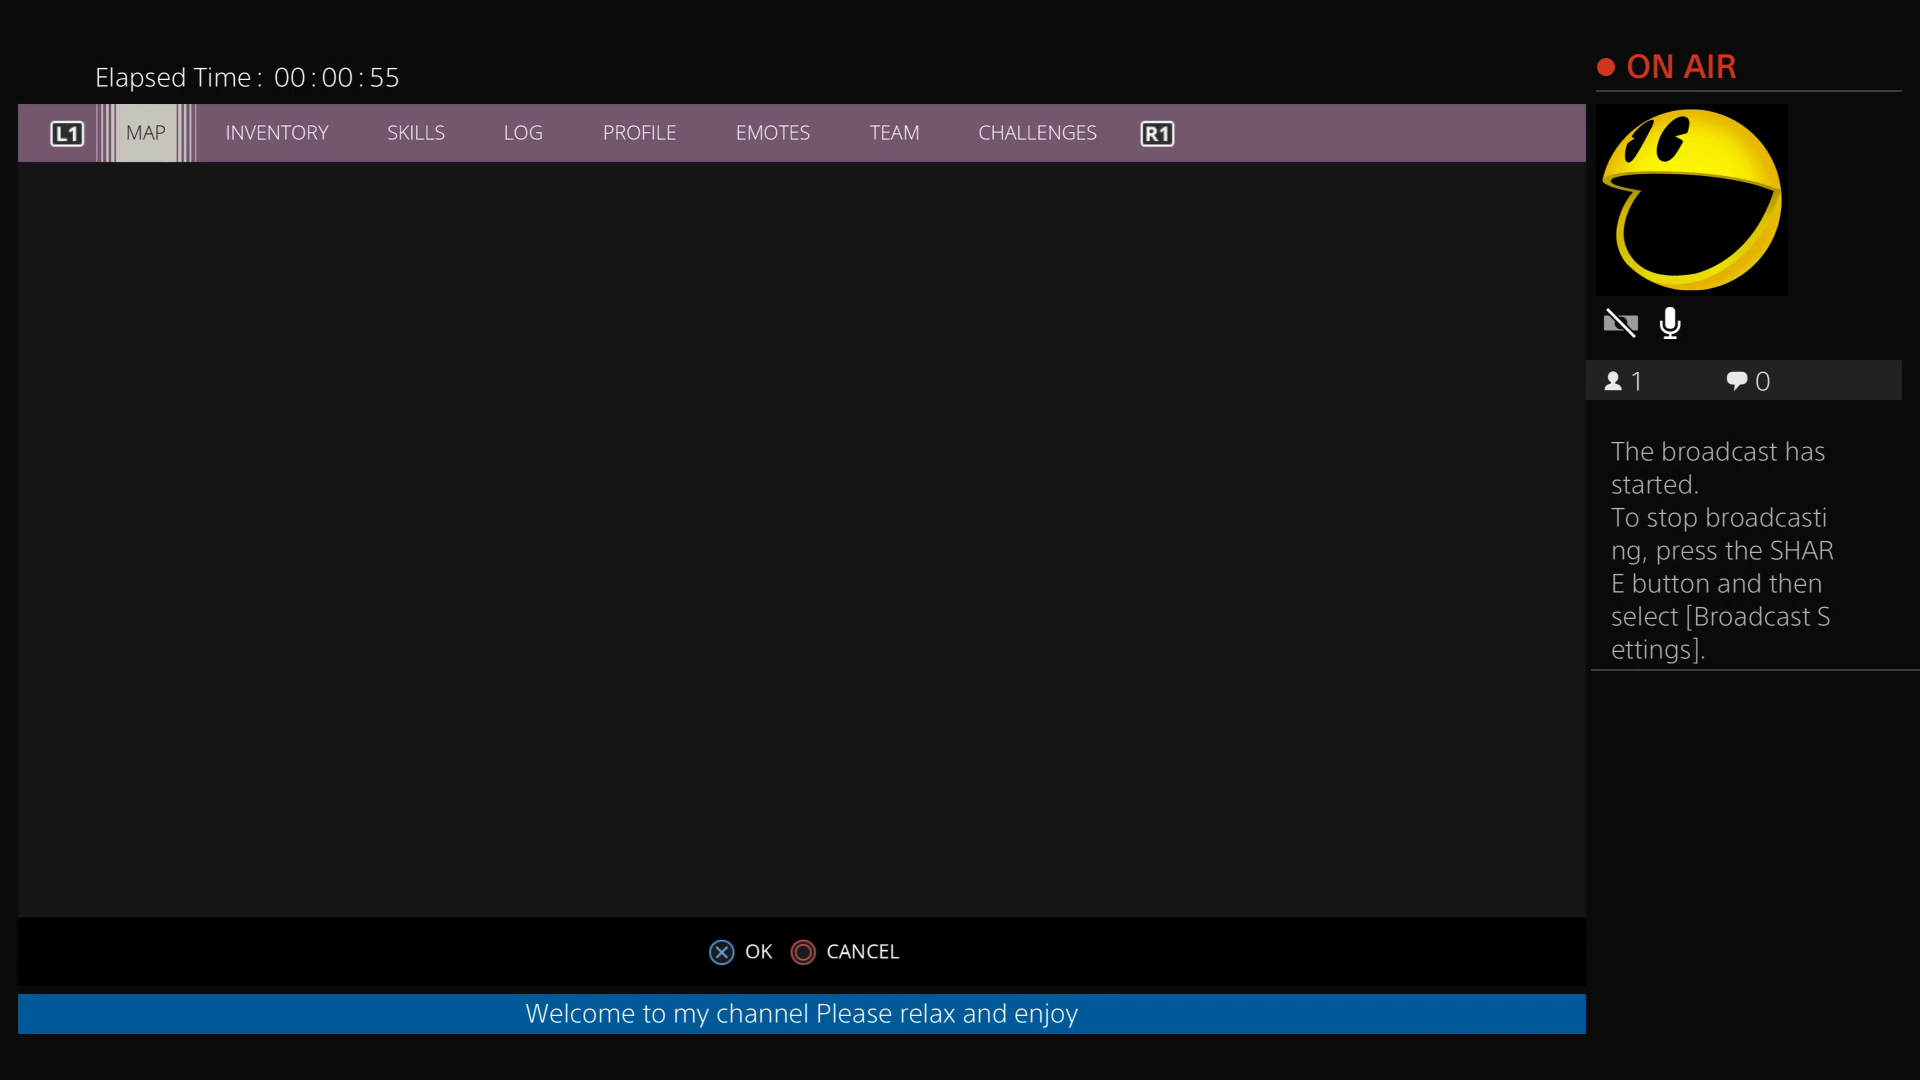 Elapsed Time : 00:00:55
ON AIR
L1 MAP INVENTORY SKILLS LOG PROFILE EMOTES TEAM CHALLENGES R1
1 0
The broadcast has
started.
To stop broadcasti
ng, press the SHAR
E button and then
select [Broadcast S
ettings].
OK CANCEL
Welcome to my channel Please relax and enjoy